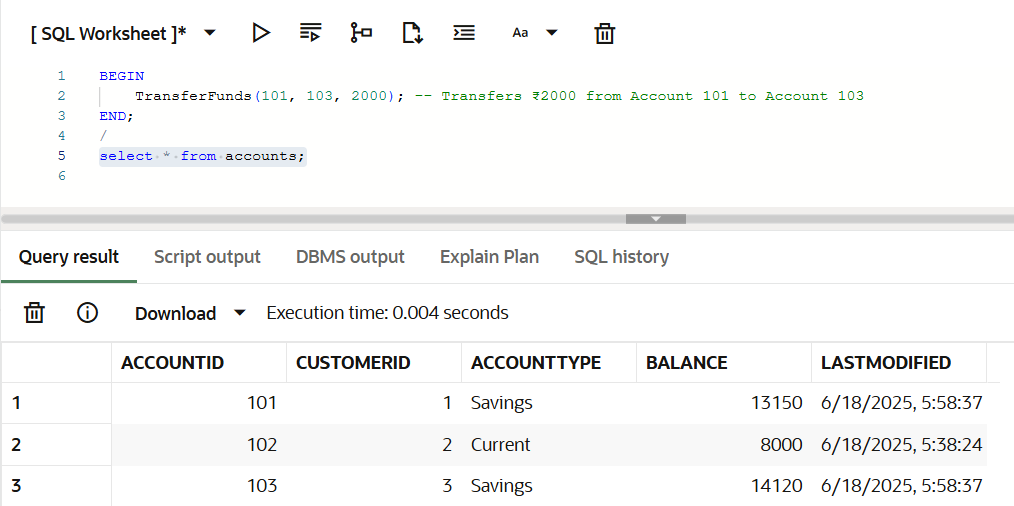 [ SQL Worksheet ]* Aa
1 BEGIN
2 TransferFunds(101, 103, 2000); -- Transfers ₹2000 from Account 101 to Account 103
3 END;
4 /
5 select * from accounts;
6
Query result Script output DBMS output Explain Plan SQL history
Download Execution time: 0.004 seconds
ACCOUNTID CUSTOMERID ACCOUNTTYPE BALANCE LASTMODIFIED
1 101 1 Savings 13150 6/18/2025, 5:58:37
2 102 2 Current 8000 6/18/2025, 5:38:24
3 103 3 Savings 14120 6/18/2025, 5:58:37